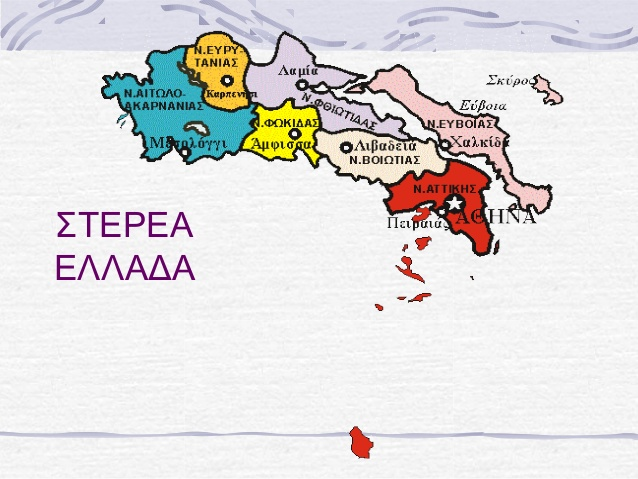 Ν.ΕΥΡΥ-
ΤΑΝΙΑΣ
Λαμία
Σκύρος
Ν.ΑΙΤΩΛΟ-
ΑΚΑΡΝΑΝΙΑΣ
Καρπενήσι
Ν.ΦΘΙΩΤΙΔΑΣ
Εύβοια
Ν.ΦΩΚΙΔΑΣ
Ν.ΕΥΒΟΙΑΣ
Μεσολόγγι
Άμφισσα
Λιβαδειά
Χαλκίδα
Ν.ΒΟΙΩΤΙΑΣ
Ν.ΑΤΤΙΚΗΣ
ΑΘΗΝΑ
Πειραιάς
ΣΤΕΡΕΑ
ΕΛΛΑΔΑ